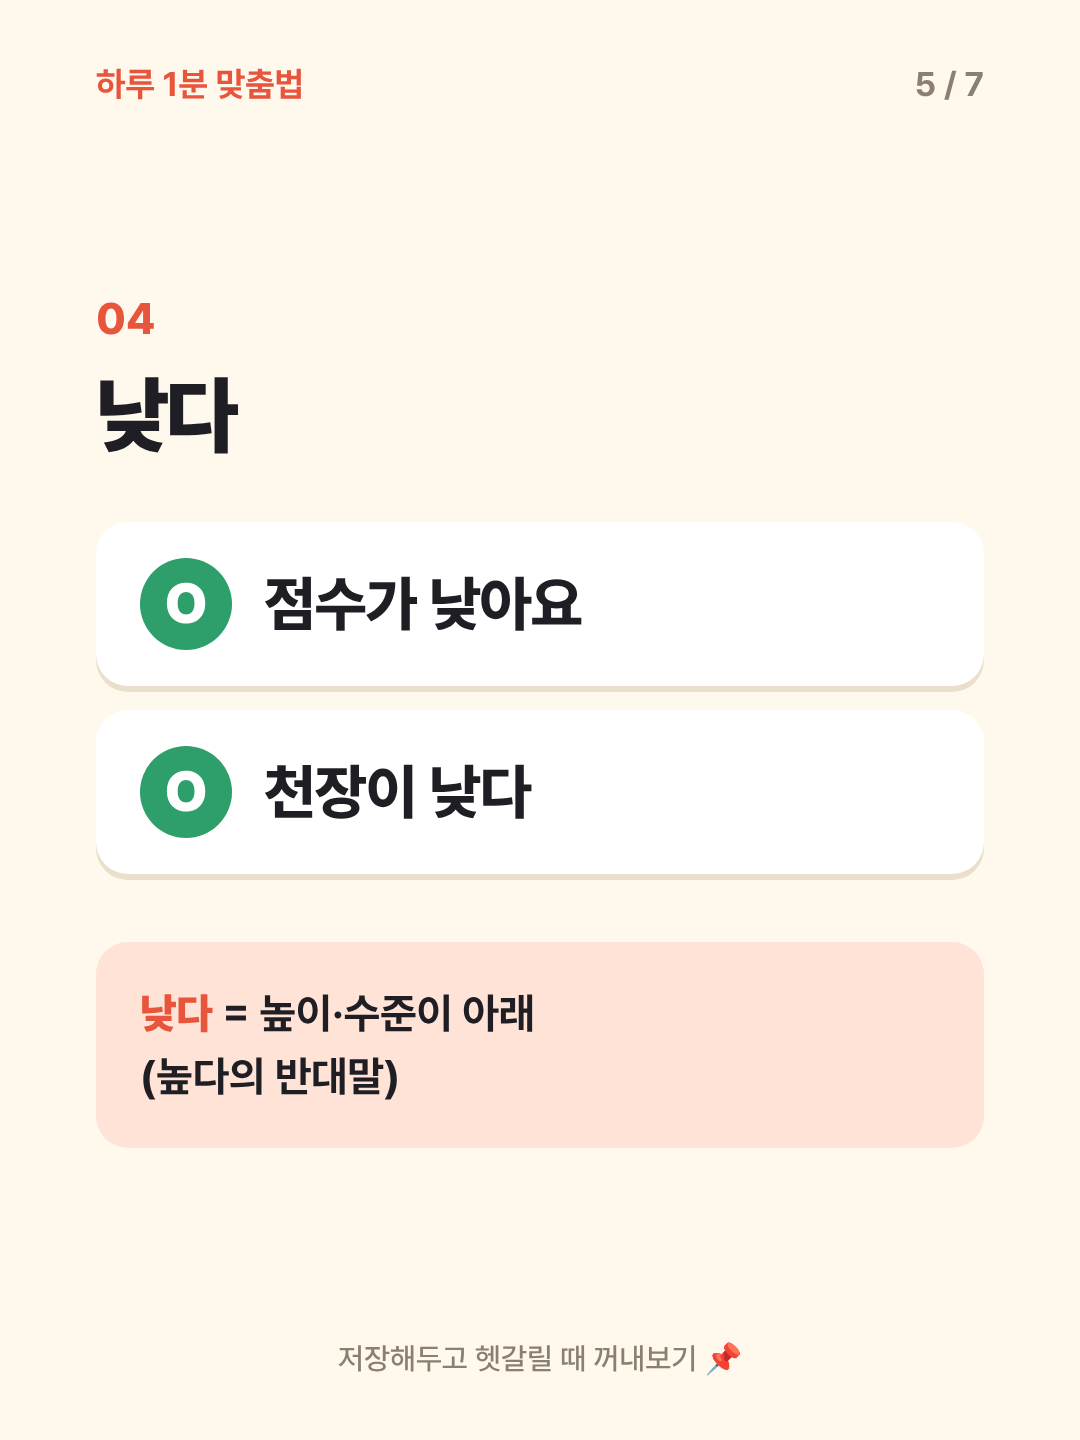 하루 1분 맞춤법
5 / 7
04
낮다
O 점수가 낮아요
O 천장이 낮다
낮다 = 높이·수준이 아래
(높다의 반대말)
저장해두고 헷갈릴 때 꺼내보기 📌